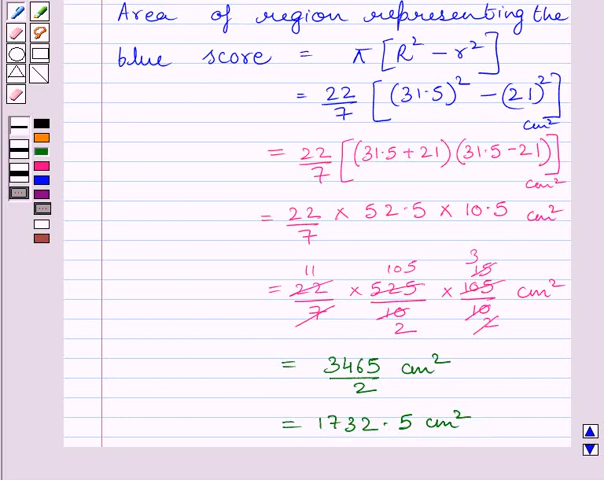 Area of region representing the
blue score = π [R² - r²]
= 22/7 [(31.5)² - (21)²] cm²
= 22/7 [(31.5+21) (31.5-21)] cm²
= 22/7 × 52.5 × 10.5 cm²
11 105 3
15
= 22/7 × 525/10 × 105/10 cm²
2 2
= 3465/2 cm²
= 1732.5 cm²